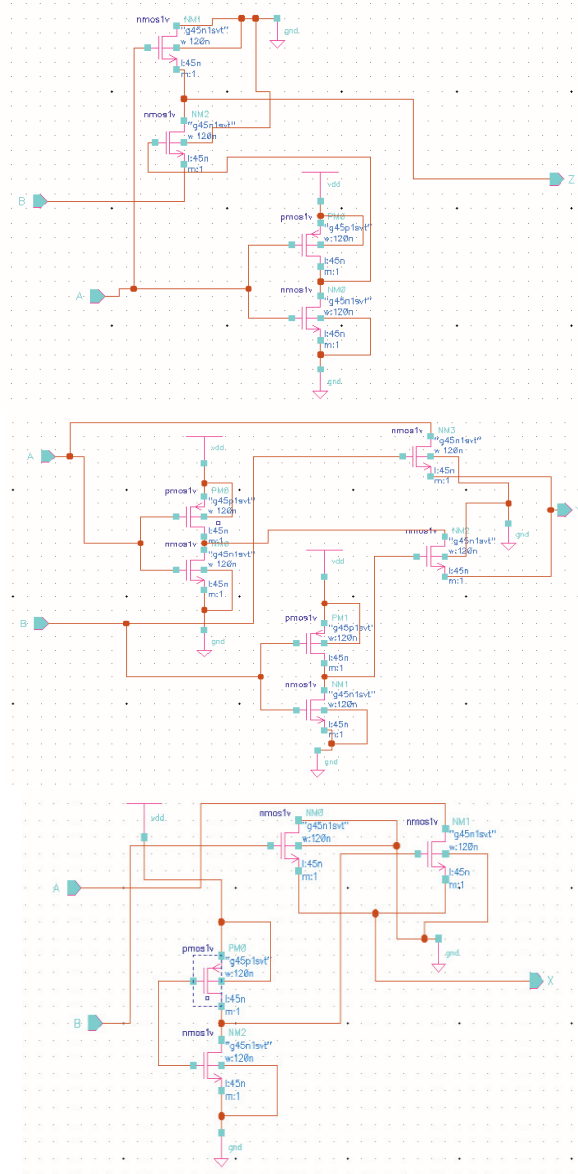 nmos1v NM1
"g45n1svt"
w:120n
gnd
l:45n
m:1
nmos1v NM2
"g45n1svt"
w:120n
l:45n
m:1
Z
B
vdd
pmos1v PM0
"g45p1svt"
w:120n
l:45n
m:1
A
nmos1v NM0
"g45n1svt"
w:120n
l:45n
m:1
gnd
nmos1v NM3
"g45n1svt"
w:120n
l:45n
m:1
A
vdd
pmos1v PM0
"g45p1svt"
w:120n
l:45n
m:1
nmos1v NM0
"g45n1svt"
w:120n
l:45n
m:1
gnd
nmos1v NM2
"g45n1svt"
w:120n
l:45n
m:1
gnd
B
vdd
pmos1v PM1
"g45p1svt"
w:120n
l:45n
m:1
nmos1v NM1
"g45n1svt"
w:120n
l:45n
m:1
gnd
vdd
nmos1v NM0
"g45n1svt"
w:120n
l:45n
m:1
nmos1v NM1
"g45n1svt"
w:120n
l:45n
m:1
A
gnd
pmos1v PM0
"g45p1svt"
w:120n
l:45n
m:1
X
B
nmos1v NM2
"g45n1svt"
w:120n
l:45n
m:1
gnd